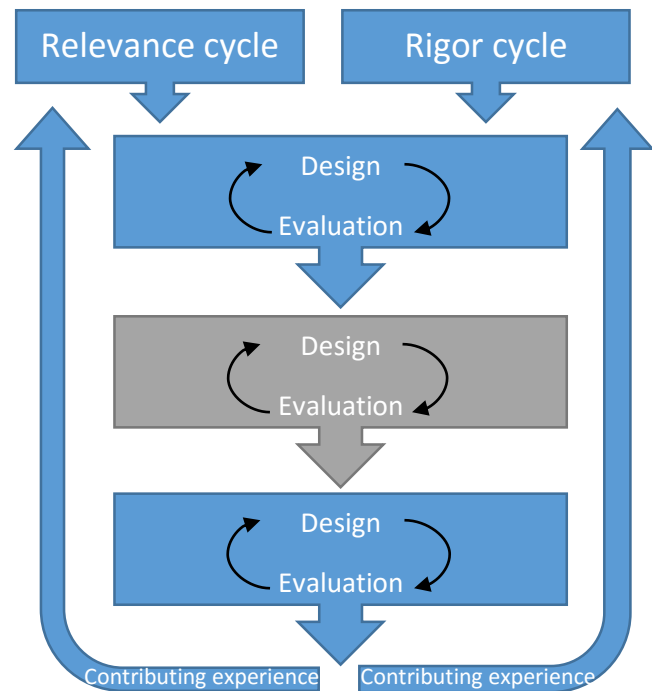 Relevance cycle
Rigor cycle
Design
Evaluation
Design
Evaluation
Design
Evaluation
Contributing experience
Contributing experience